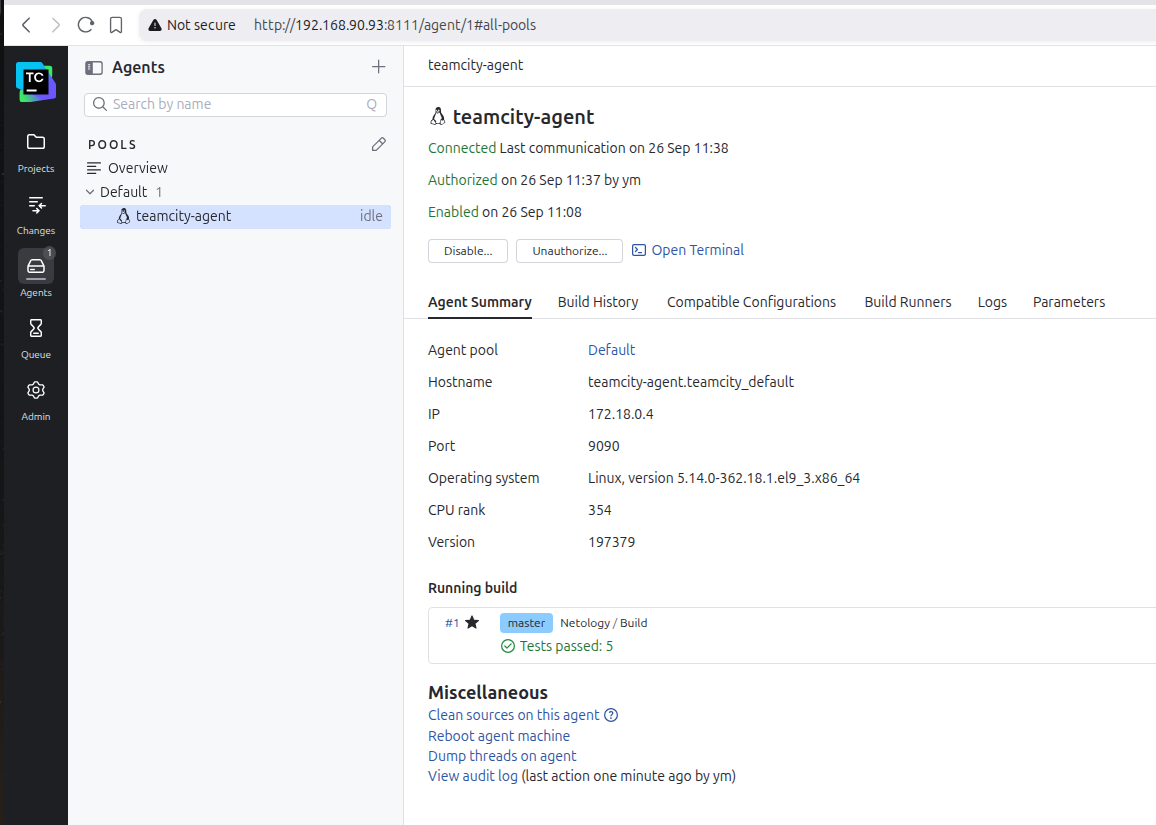 Not secure http://192.168.90.93:8111/agent/1#all-pools
TC
Projects
Changes
1
Agents
Queue
Admin
Agents
Search by name Q
POOLS
Overview
Default 1
teamcity-agent idle
teamcity-agent
teamcity-agent
Connected Last communication on 26 Sep 11:38
Authorized on 26 Sep 11:37 by ym
Enabled on 26 Sep 11:08
Disable... Unauthorize... Open Terminal
Agent Summary Build History Compatible Configurations Build Runners Logs Parameters
Agent pool Default
Hostname teamcity-agent.teamcity_default
IP 172.18.0.4
Port 9090
Operating system Linux, version 5.14.0-362.18.1.el9_3.x86_64
CPU rank 354
Version 197379
Running build
#1 master Netology / Build
Tests passed: 5
Miscellaneous
Clean sources on this agent ?
Reboot agent machine
Dump threads on agent
View audit log (last action one minute ago by ym)